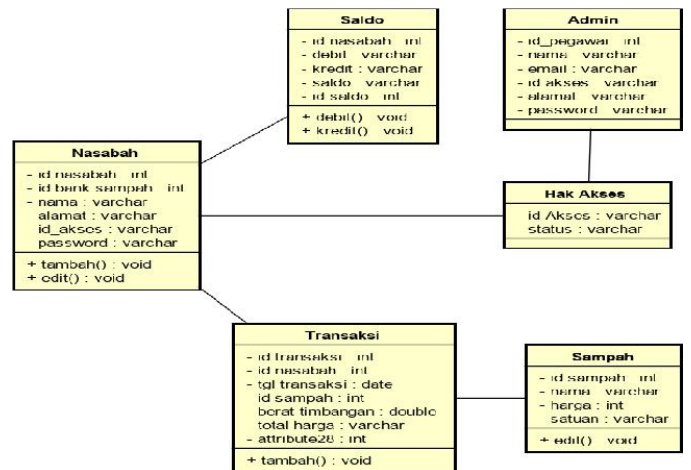 Saldo
- id nasabah : int
- debit : varchar
- kredit : varchar
- saldo : varchar
- id saldo : int
+ debit() : void
+ kredit() : void
Admin
- id_pegawai : int
- nama : varchar
- email : varchar
- id akses : varchar
- alamat : varchar
- password : varchar
Nasabah
- id nasabah : int
- id bank sampah : int
- nama : varchar
alamat : varchar
id_akses : varchar
password : varchar
+ tambah() : void
+ edit() : void
Hak Akses
id Akses : varchar
status : varchar
Transaksi
- id transaksi : int
- id nasabah : int
- tgl transaksi : date
id sampah : int
berat timbangan : double
total harga : varchar
- attribute28 : int
+ tambah() : void
Sampah
- id sampah : int
- nama : varchar
- harga : int
satuan : varchar
+ edit() : void